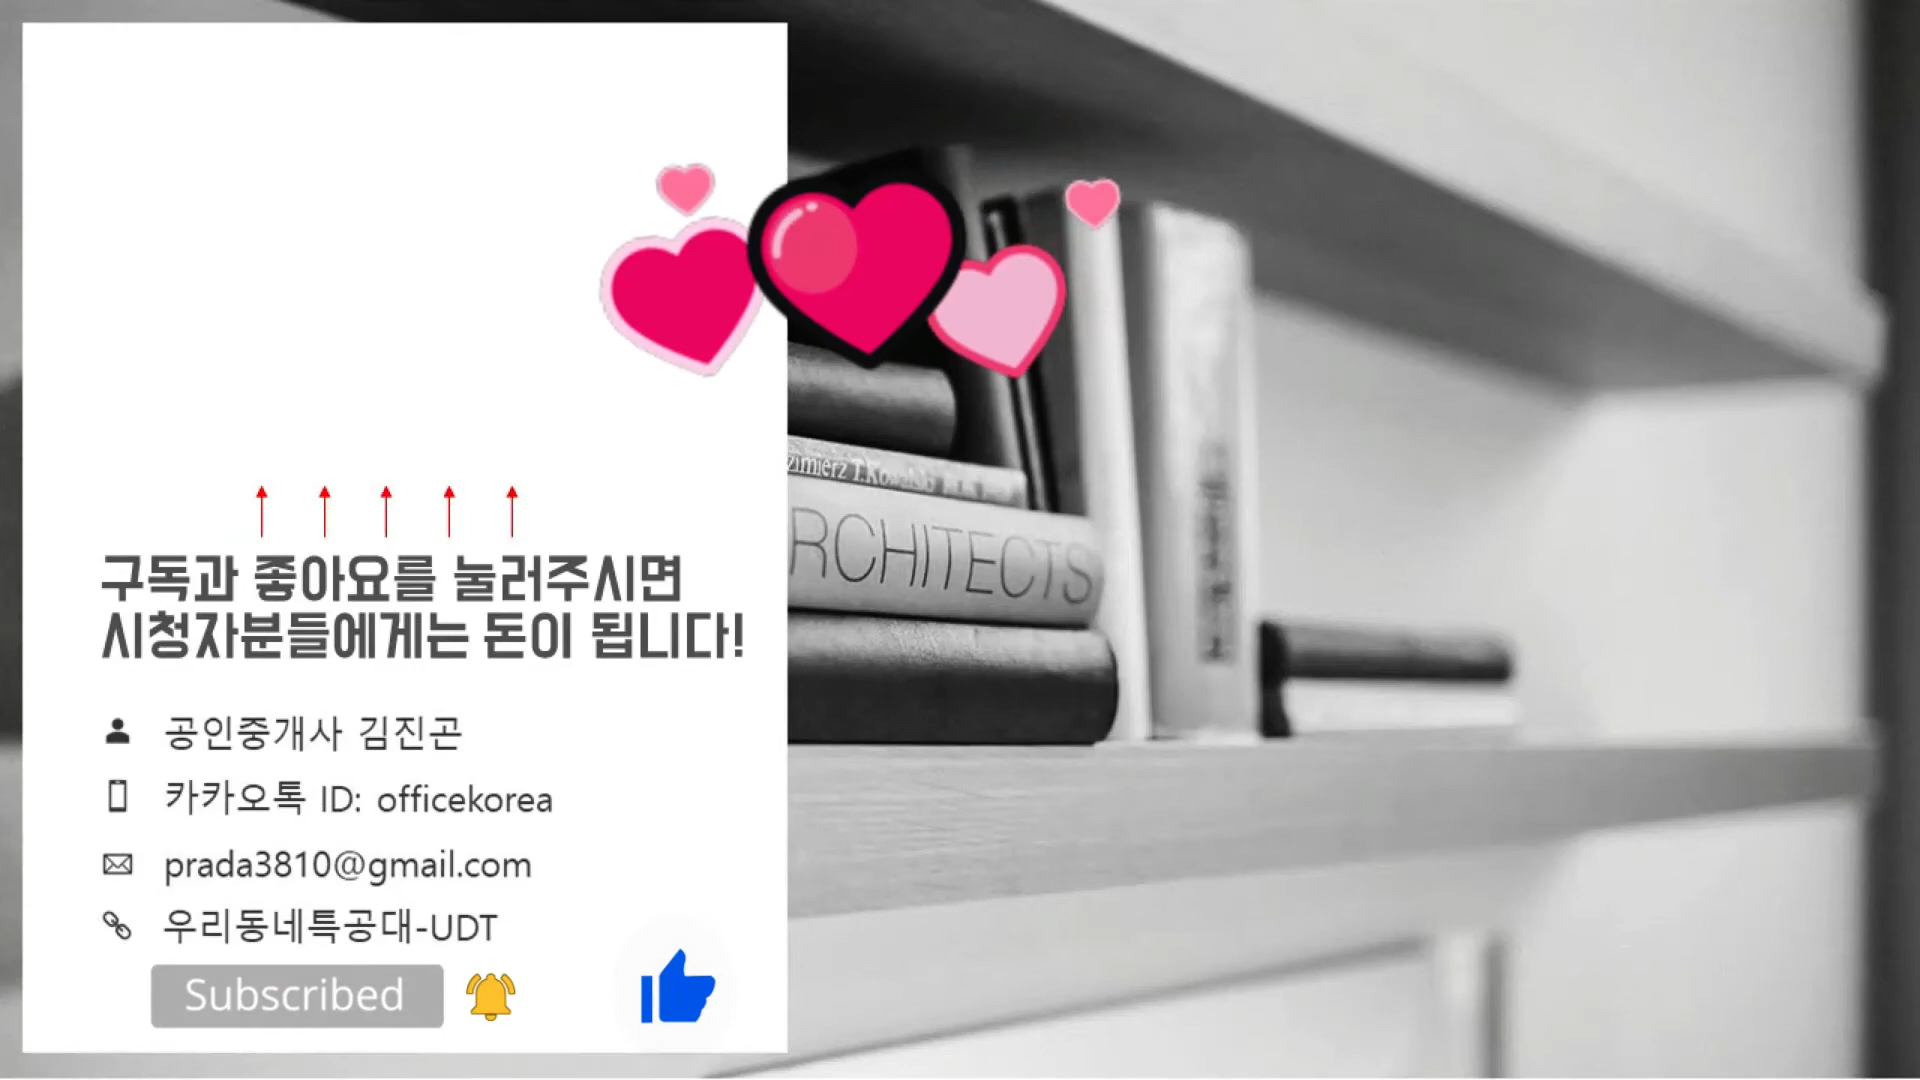 구독과 좋아요를 눌러주시면
시청자분들에게는 돈이 됩니다!
공인중개사 김진곤
카카오톡 ID: officekorea
prada3810@gmail.com
우리동네특공대-UDT
Subscribed
zimierz T.Kowalski
RCHITECTS